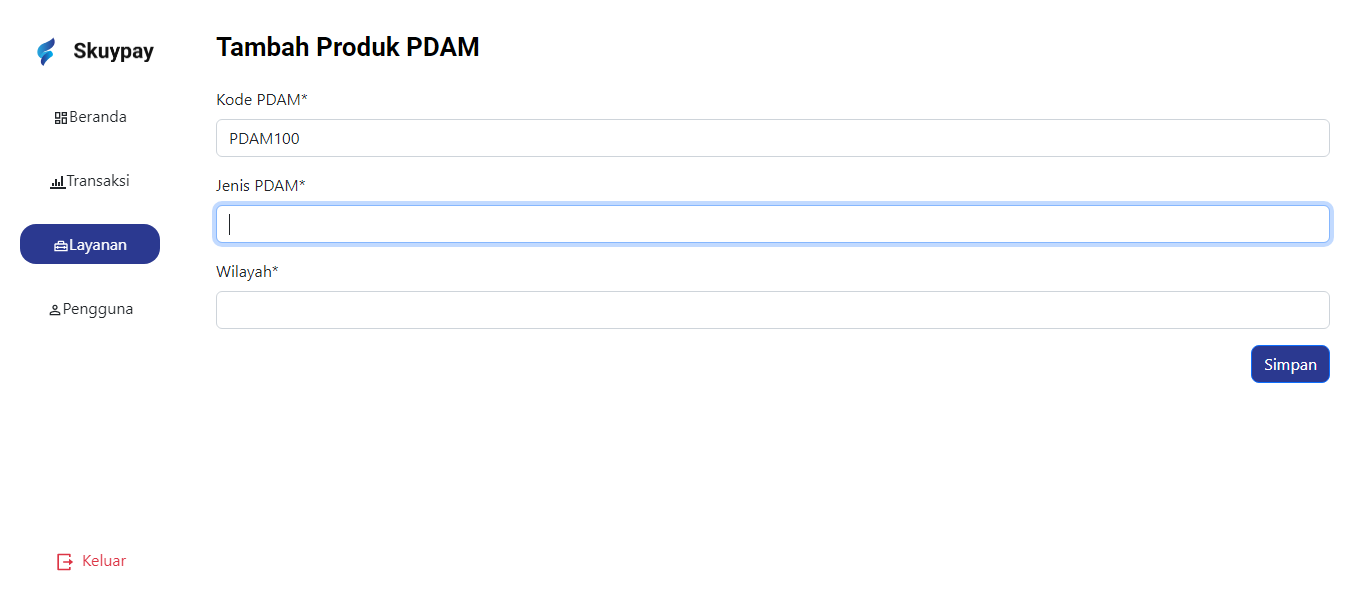 Skuypay
Beranda
Transaksi
Layanan
Pengguna
Keluar
Tambah Produk PDAM
Kode PDAM*
PDAM100
Jenis PDAM*
Wilayah*
Simpan